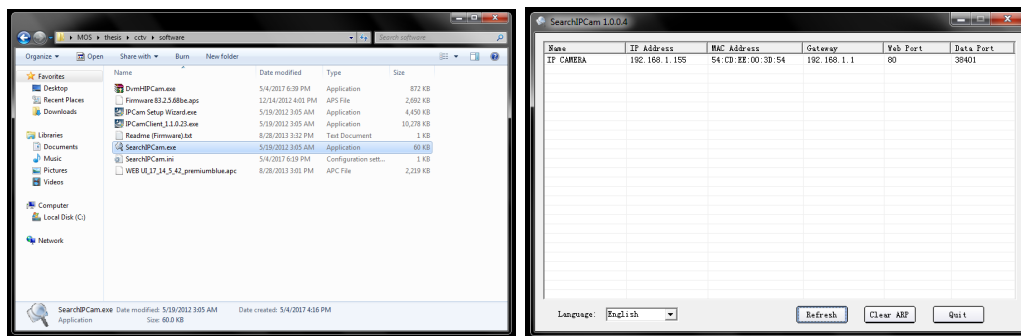 MOS ▸ thesis ▸ cctv ▸ software
Search software
Organize
Open
Share with
Burn
New folder
Favorites
Desktop
Recent Places
Downloads
Libraries
Documents
Music
Pictures
Videos
Computer
Local Disk (C:)
Network
Name Date modified Type Size
DvmHIPCam.exe 5/4/2017 6:39 PM Application 872 KB
Firmware 83.2.5.68be.aps 12/14/2012 4:01 PM APS File 2,692 KB
IPCam Setup Wizard.exe 5/19/2012 3:05 AM Application 4,450 KB
IPCamClient_1.1.0.23.exe 5/19/2012 3:05 AM Application 10,278 KB
Readme (Firmware).txt 8/28/2013 3:32 PM Text Document 1 KB
SearchIPCam.exe 5/19/2012 3:05 AM Application 60 KB
SearchIPCam.ini 5/4/2017 6:19 PM Configuration sett... 1 KB
WEB UI_17_14_5_42_premiumblue.apc 8/28/2013 3:01 PM APC File 2,219 KB
SearchIPCam.exe Date modified: 5/19/2012 3:05 AM Date created: 5/4/2017 4:16 PM
Application Size: 60.0 KB
SearchIPCam 1.0.0.4
Name IP Address MAC Address Gateway Web Port Data Port
IP CAMERA 192.168.1.155 54:CD:EE:00:3D:54 192.168.1.1 80 38401
Language: English Refresh Clear ARP Quit